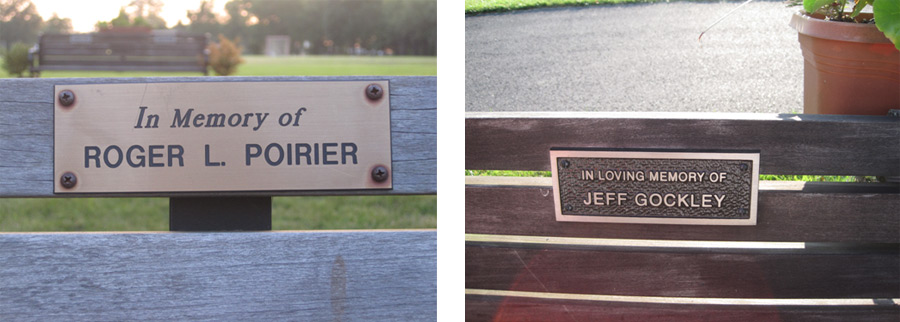 In Memory of
ROGER L. POIRIER
IN LOVING MEMORY OF
JEFF GOCKLEY